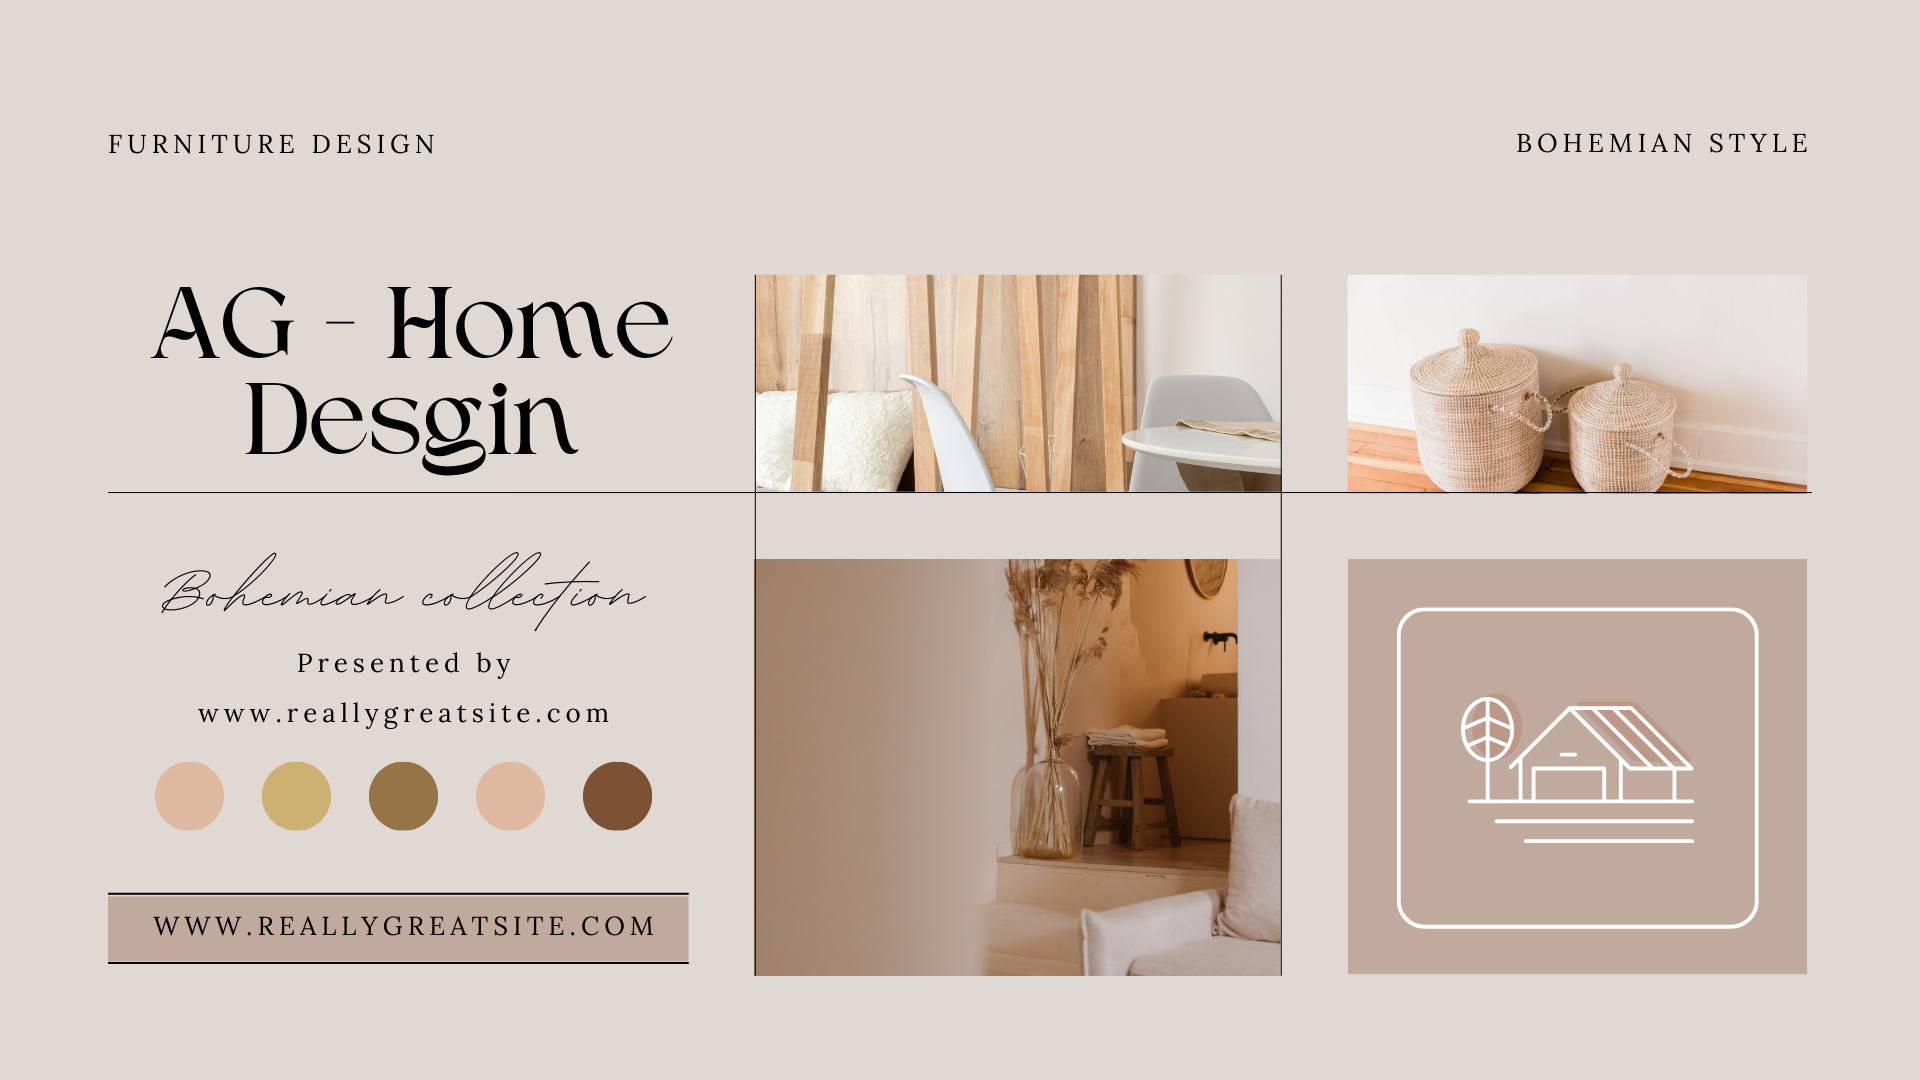 FURNITURE DESIGN
BOHEMIAN STYLE
AG - Home
Desgin
Bohemian collection
Presented by
www.reallygreatsite.com
WWW.REALLYGREATSITE.COM